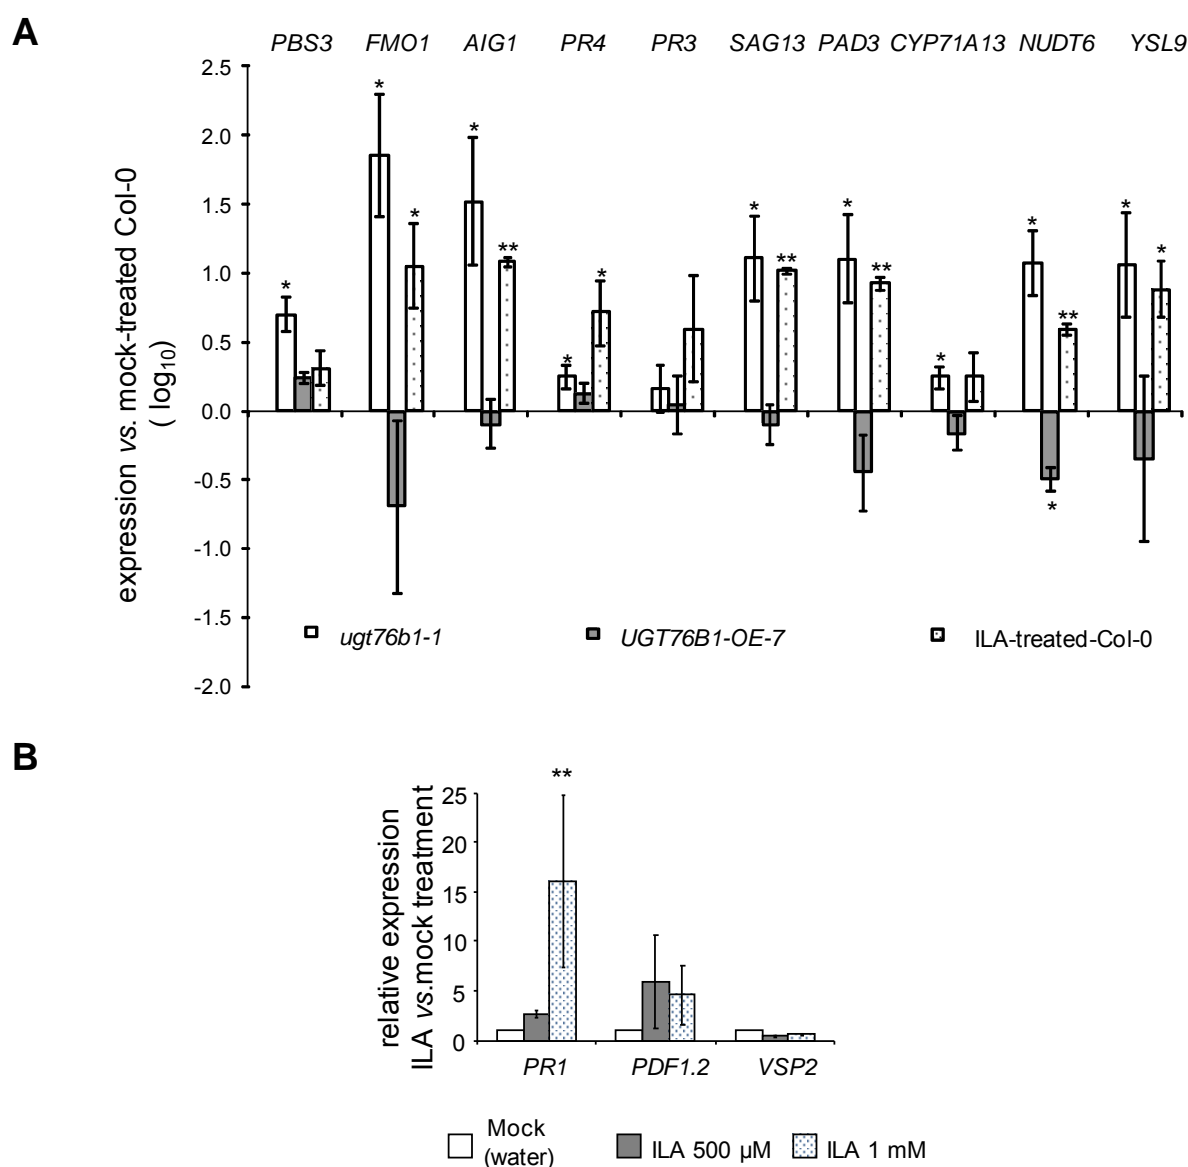 A
PBS3 FMO1 AIG1 PR4 PR3 SAG13 PAD3 CYP71A13 NUDT6 YSL9
expression vs. mock-treated Col-0
( log10)
2.5
2.0
1.5
1.0
0.5
0.0
-0.5
-1.0
-1.5
-2.0
* * * * * ** * * * ** * ** * * ** * * *
*
ugt76b1-1 UGT76B1-OE-7 ILA-treated-Col-0
B
relative expression
ILA vs.mock treatment
**
25
20
15
10
5
0
PR1 PDF1.2 VSP2
Mock
(water) ILA 500 µM ILA 1 mM